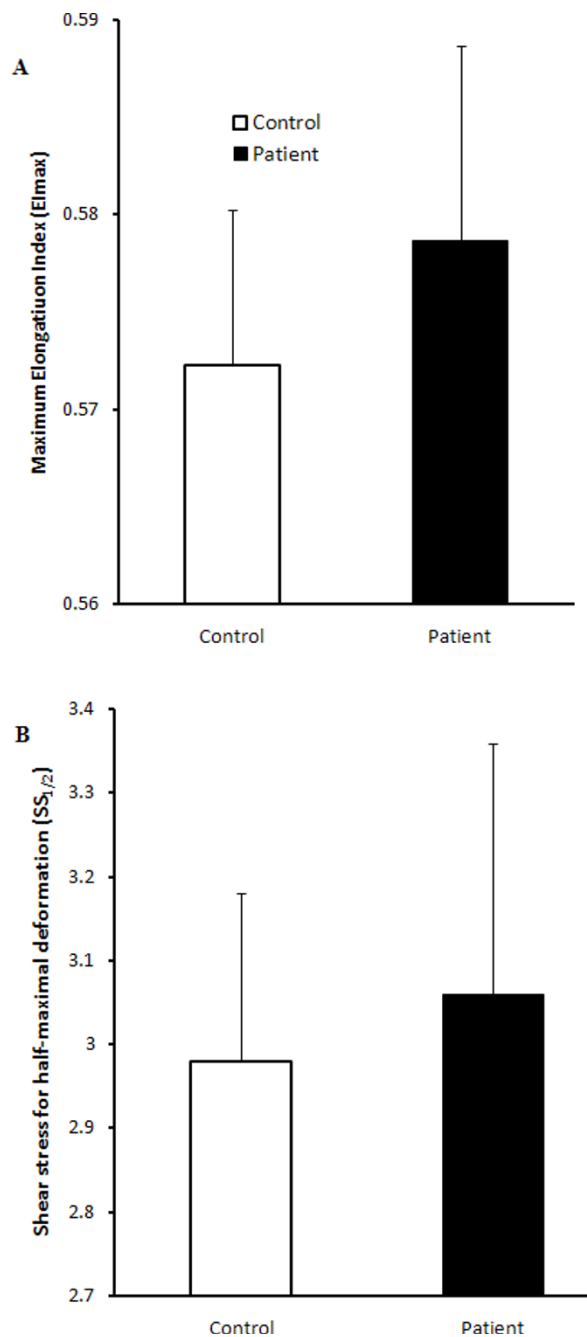 A
Maximum Elongatiuon Index (EImax)
0.59
0.58
0.57
0.56
Control
Patient
Control Patient
B
Shear stress for half-maximal deformation (SS1/2)
3.4
3.3
3.2
3.1
3
2.9
2.8
2.7
Control Patient